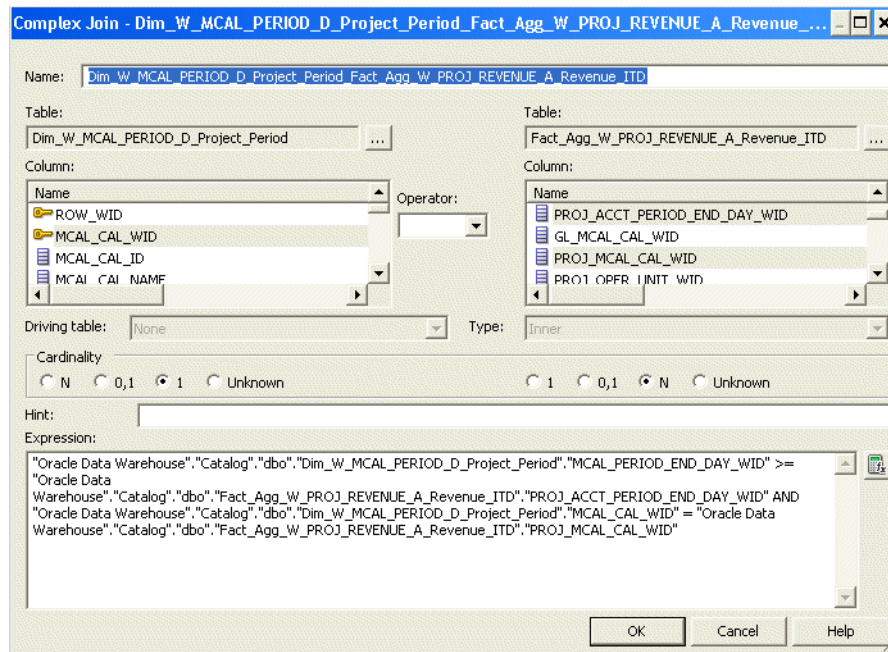 Complex Join - Dim_W_MCAL_PERIOD_D_Project_Period_Fact_Agg_W_PROJ_REVENUE_A_Revenue_...
Name: Dim_W_MCAL_PERIOD_D_Project_Period_Fact_Agg_W_PROJ_REVENUE_A_Revenue_ITD
Table: Table:
Dim_W_MCAL_PERIOD_D_Project_Period ... Fact_Agg_W_PROJ_REVENUE_A_Revenue_ITD ...
Column: Column:
Name Operator: Name
ROW_WID PROJ_ACCT_PERIOD_END_DAY_WID
MCAL_CAL_WID GL_MCAL_CAL_WID
MCAL_CAL_ID PROJ_MCAL_CAL_WID
MCAL_CAL_NAME PROJ_OPER_UNIT_WID
Driving table: None Type: Inner
Cardinality
N 0,1 1 Unknown 1 0,1 N Unknown
Hint:
Expression:
"Oracle Data Warehouse"."Catalog"."dbo"."Dim_W_MCAL_PERIOD_D_Project_Period"."MCAL_PERIOD_END_DAY_WID" >=
"Oracle Data
Warehouse"."Catalog"."dbo"."Fact_Agg_W_PROJ_REVENUE_A_Revenue_ITD"."PROJ_ACCT_PERIOD_END_DAY_WID" AND
"Oracle Data Warehouse"."Catalog"."dbo"."Dim_W_MCAL_PERIOD_D_Project_Period"."MCAL_CAL_WID" = "Oracle Data
Warehouse"."Catalog"."dbo"."Fact_Agg_W_PROJ_REVENUE_A_Revenue_ITD"."PROJ_MCAL_CAL_WID"
OK Cancel Help